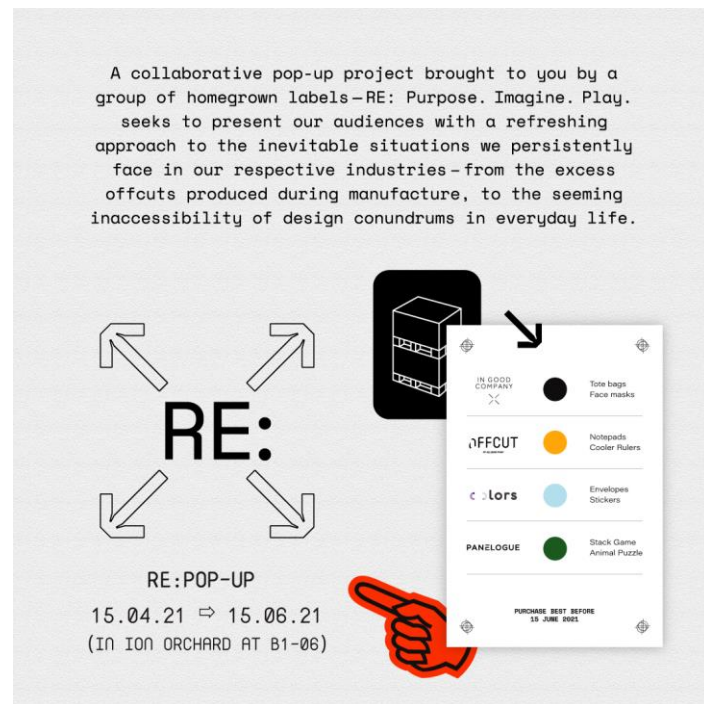 A collaborative pop-up project brought to you by a
group of homegrown labels—RE: Purpose. Imagine. Play.
seeks to present our audiences with a refreshing
approach to the inevitable situations we persistently
face in our respective industries – from the excess
offcuts produced during manufacture, to the seeming
inaccessibility of design conundrums in everyday life.
RE:
RE:POP-UP
15.04.21 ⇨ 15.06.21
(IN ION ORCHARD AT B1-06)
IN GOOD
COMPANY
Tote bags
Face masks
OFFCUT
Notepads
Cooler Rulers
colors
Envelopes
Stickers
PANELOGUE
Stack Game
Animal Puzzle
PURCHASE BEST BEFORE
15 JUNE 2021